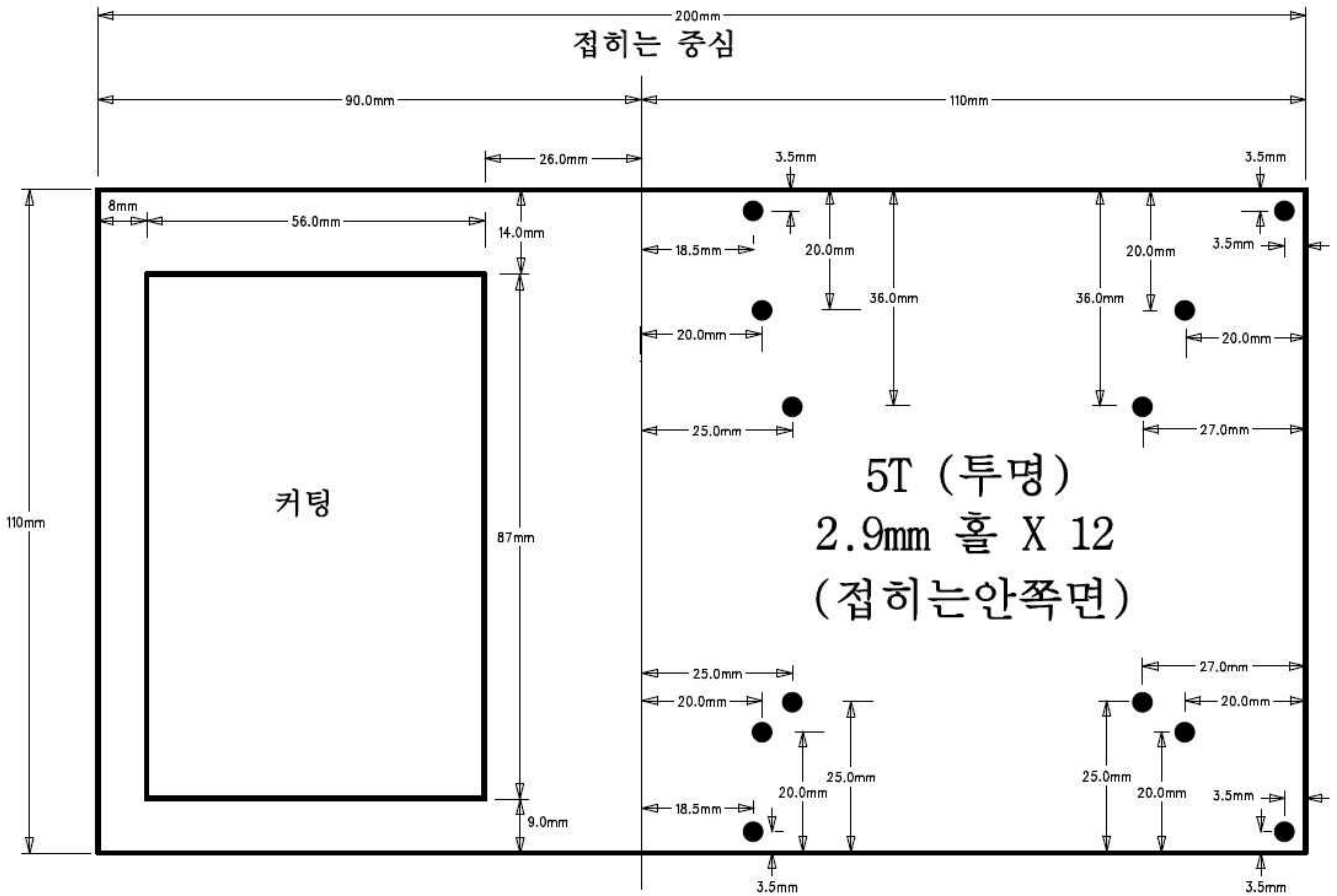 200mm
접히는 중심
90.0mm
110mm
26.0mm
3.5mm
3.5mm
8mm
56.0mm
14.0mm
18.5mm
20.0mm
20.0mm
3.5mm
36.0mm
36.0mm
20.0mm
20.0mm
25.0mm
27.0mm
5T (투명)
커팅
110mm
87mm
2.9mm 홀 X 12
(접히는안쪽면)
25.0mm
27.0mm
20.0mm
20.0mm
25.0mm
25.0mm
20.0mm
20.0mm
18.5mm
3.5mm
9.0mm
3.5mm
3.5mm